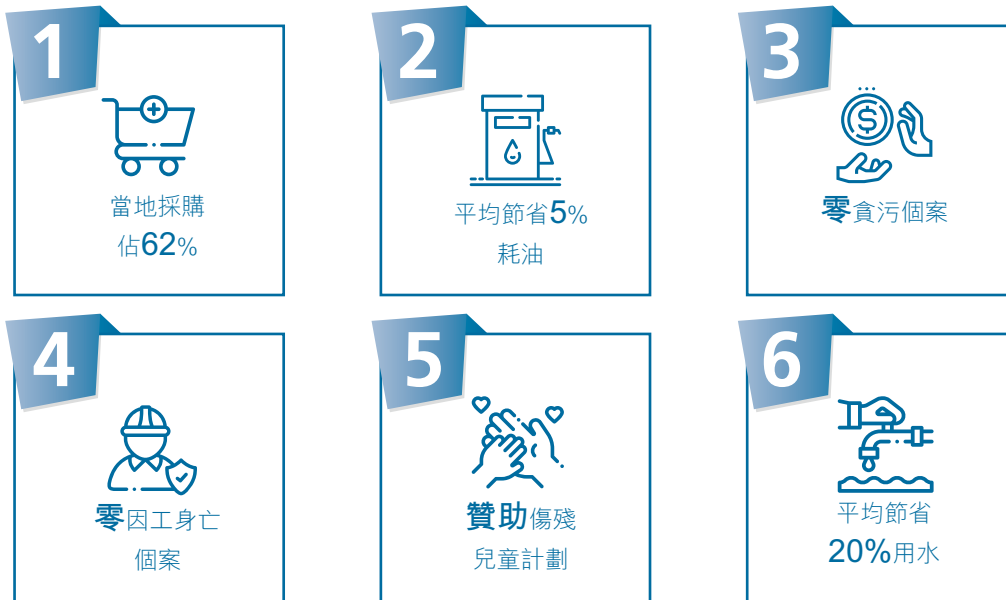 1
當地採購
佔62%
2
平均節省5%
耗油
3
零貪污個案
4
零因工身亡
個案
5
贊助傷殘
兒童計劃
6
平均節省
20%用水